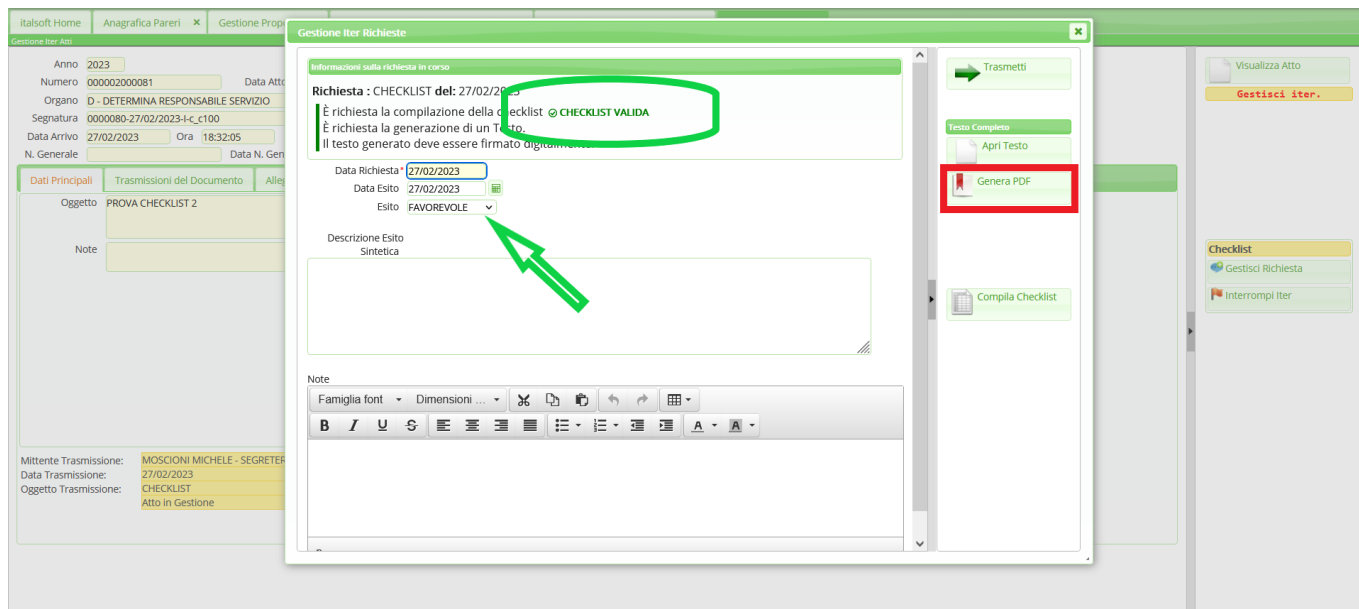 italsoft Home
Anagrafica Pareri ×
Gestione Prop
Gestione Iter Atti
Anno 2023
Numero 000002000081 Data Atto
Organo D - DETERMINA RESPONSABILE SERVIZIO
Segnatura 0000080-27/02/2023-I-c_c100
Data Arrivo 27/02/2023 Ora 18:32:05
N. Generale Data N. Gen
Dati Principali
Trasmissioni del Documento
Alleg
Oggetto PROVA CHECKLIST 2
Note
Mittente Trasmissione: MOSCIONI MICHELE - SEGRETER
Data Trasmissione: 27/02/2023
Oggetto Trasmissione: CHECKLIST
Atto in Gestione
Gestione Iter Richieste
Informazioni sulla richiesta in corso
Richiesta : CHECKLIST del: 27/02/2023
È richiesta la compilazione della checklist CHECKLIST VALIDA
È richiesta la generazione di un Testo.
Il testo generato deve essere firmato digitalmente.
Data Richiesta* 27/02/2023
Data Esito 27/02/2023
Esito FAVOREVOLE
Descrizione Esito
Sintetica
Note
Famiglia font
Dimensioni ...
B I U S
A A
Trasmetti
Testo Completo
Apri Testo
Genera PDF
Compila Checklist
Visualizza Atto
Gestisci iter.
Checklist
Gestisci Richiesta
Interrompi Iter